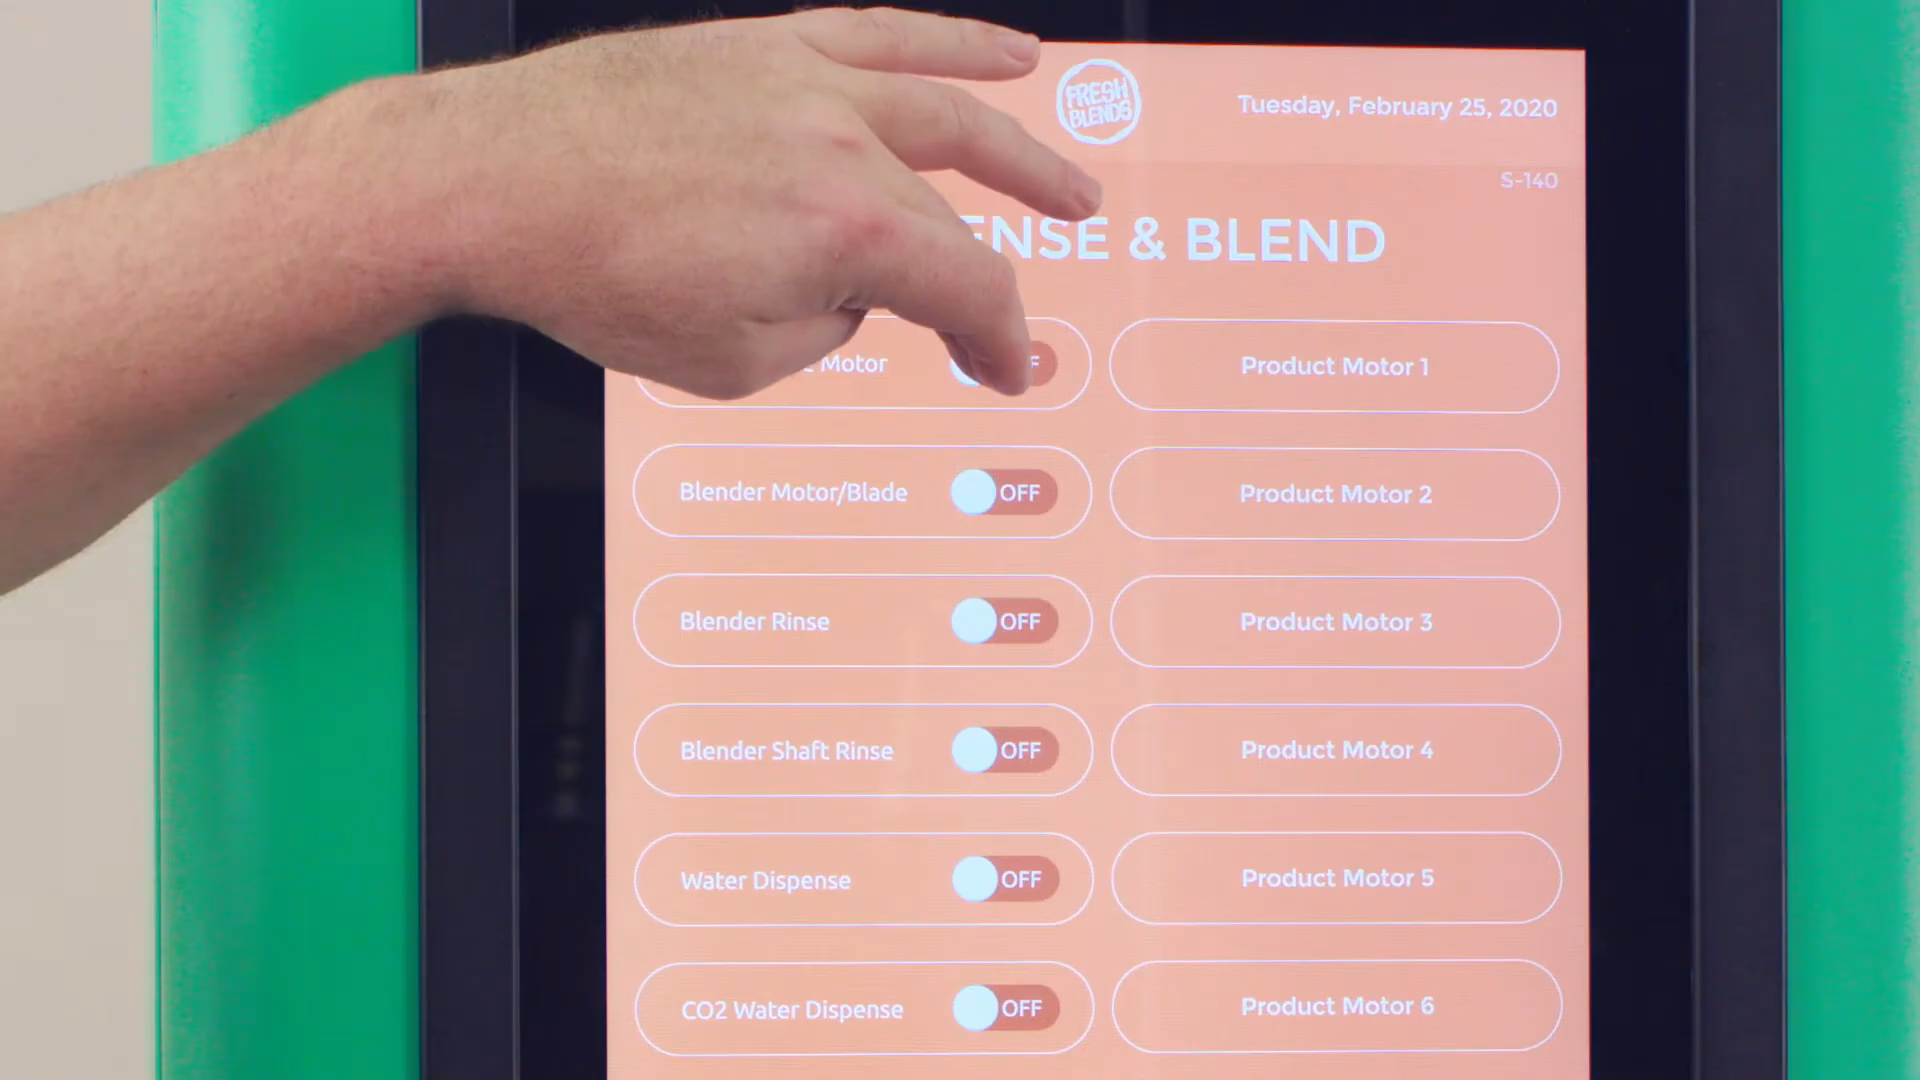 FRESH BLENDS
Tuesday, February 25, 2020
S-140
& BLEND
Motor
Product Motor 1
Blender Motor/Blade OFF
Product Motor 2
Blender Rinse OFF
Product Motor 3
Blender Shaft Rinse OFF
Product Motor 4
Water Dispense OFF
Product Motor 5
CO2 Water Dispense OFF
Product Motor 6